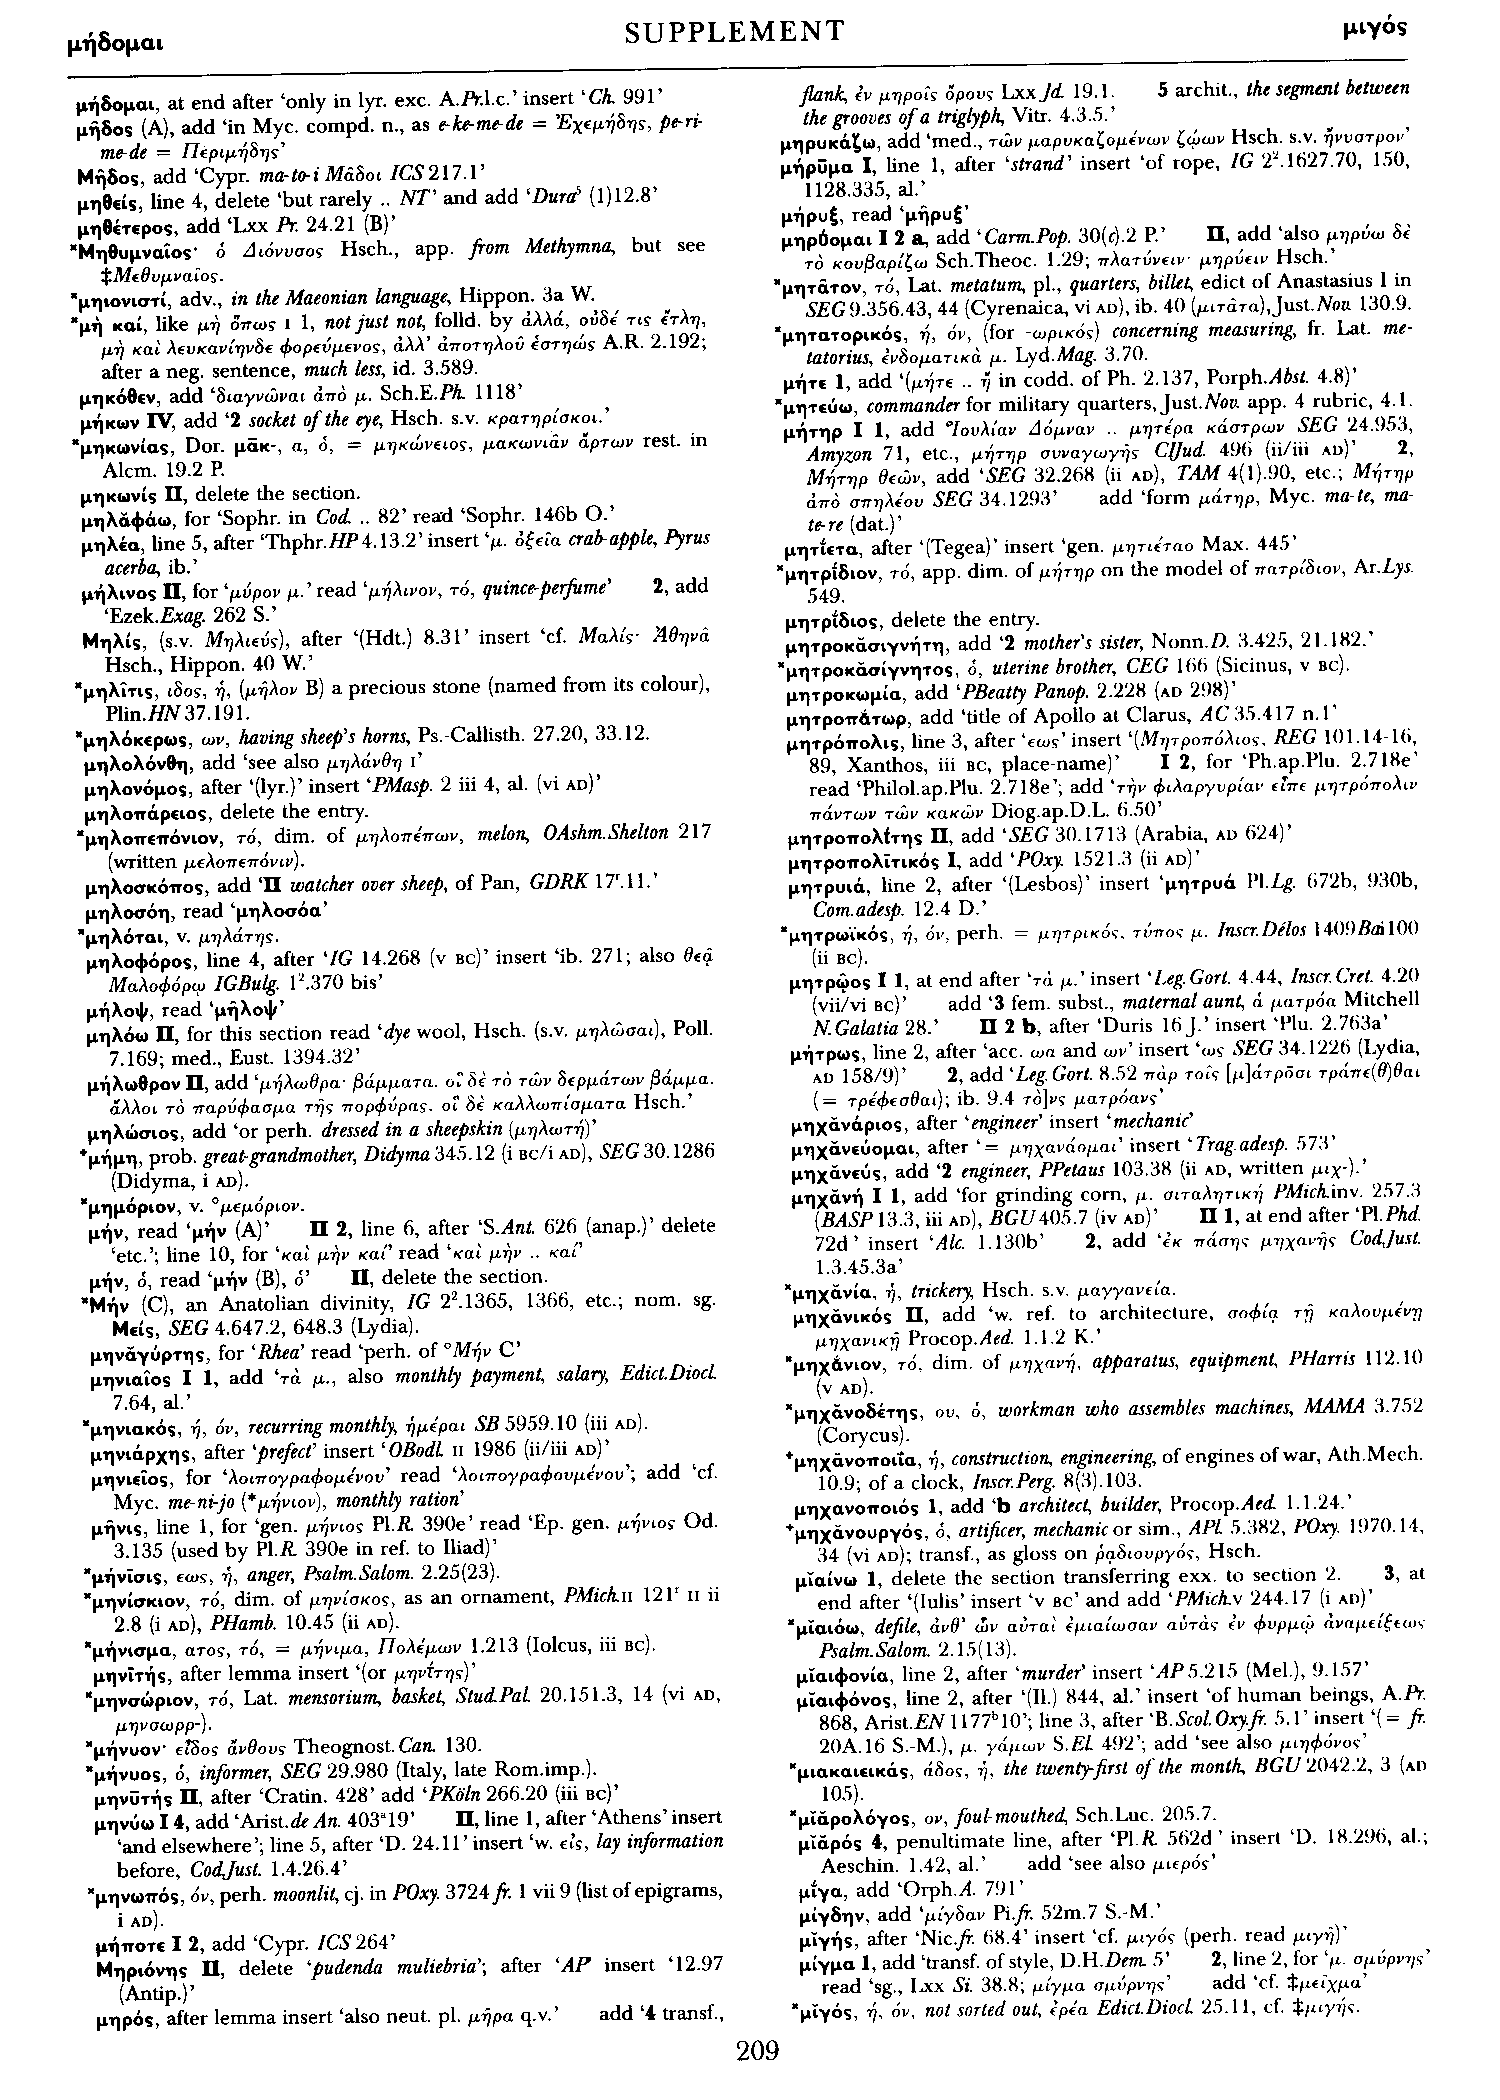 μήδομαι
SUPPLEMENT
μιγός
μήδομαι, at end after ‘only in lyr. exc. A.Pr.l.c.’ insert ‘Ch. 991’
μῆδος (A), add ‘in Myc. compd. n., as e-ke-me-de = Ἐχεμήδης, pe-ri-
me-de = Περιμήδης’
Μῆδος, add ‘Cypr. ma-to-i Μᾶδοι ICS 217.1’
μηθείς, line 4, delete ‘but rarely .. NT’ and add ‘Dura⁵ (1)12.8’
μηθέτερος, add ‘Lxx Pr. 24.21 (B)’
*Μηθυμναῖος· ὁ Διόνυσος Hsch., app. from Methymna, but see
‡Μεθυμναῖος.
*μηιονιστί, adv., in the Maeonian language, Hippon. 3a W.
*μὴ καί, like μὴ ὅπως I 1, not just not, folld. by ἀλλά, οὐδέ τις ἔτλη,
μὴ καὶ λευκανίηνδε φορεύμενος, ἀλλ’ ἀποτηλοῦ ἑστηώς A.R. 2.192;
after a neg. sentence, much less, id. 3.589.
μηκόθεν, add ‘διαγνῶναι ἀπὸ μ. Sch.E.Ph. 1118’
μήκων IV, add ‘2 socket of the eye, Hsch. s.v. κρατηρίσκοι.’
*μηκωνίας, Dor. μᾱκ-, α, ὁ, = μηκώνειος, μακωνιᾶν ἄρτων rest. in
Alcm. 19.2 P.
μηκωνίς II, delete the section.
μηλᾰφάω, for ‘Sophr. in Cod. .. 82’ read ‘Sophr. 146b O.’
μηλέα, line 5, after ‘Thphr.HP 4.13.2’ insert ‘μ. ὀξεῖα crab-apple, Pyrus
acerba, ib.’
μήλινος II, for ‘μύρον μ.’ read ‘μήλινον, τό, quince-perfume’ 2, add
‘Ezek.Exag. 262 S.’
Μηλίς, (s.v. Μηλιεύς), after ‘(Hdt.) 8.31’ insert ‘cf. Μαλίς· Ἀθηνᾶ
Hsch., Hippon. 40 W.’
*μηλῖτις, ιδος, ἡ, (μῆλον B) a precious stone (named from its colour),
Plin.HN 37.191.
*μηλόκερως, ων, having sheep’s horns, Ps.-Callisth. 27.20, 33.12.
μηλολόνθη, add ‘see also μηλάνθη I’
μηλονόμος, after ‘(lyr.)’ insert ‘PMasp. 2 iii 4, al. (vi AD)’
μηλοπάρειος, delete the entry.
*μηλοπεπόνιον, τό, dim. of μηλοπέπων, melon, OAshm.Shelton 217
(written μελοπεπόνιν).
μηλοσκόπος, add ‘II watcher over sheep, of Pan, GDRK 17ʳ.11.’
μηλοσόη, read ‘μηλοσόα’
*μηλόται, v. μηλάτης.
μηλοφόρος, line 4, after ‘IG 14.268 (v BC)’ insert ‘ib. 271; also θεᾷ
Μαλοφόρῳ IGBulg. 1².370 bis’
μήλοψ, read ‘μῆλοψ’
μηλόω II, for this section read ‘dye wool, Hsch. (s.v. μηλῶσαι), Poll.
7.169; med., Eust. 1394.32’
μήλωθρον II, add ‘μήλωθρα· βάμματα. οἱ δὲ τὸ τῶν δερμάτων βάμμα.
ἄλλοι τὸ παρύφασμα τῆς πορφύρας. οἱ δὲ καλλωπίσματα Hsch.’
μηλώσιος, add ‘or perh. dressed in a sheepskin (μηλωτή)’
⁺μήμη, prob. great-grandmother, Didyma 345.12 (i BC/i AD), SEG 30.1286
(Didyma, i AD).
*μημόριον, v. °μεμόριον.
μήν, read ‘μήν (A)’ II 2, line 6, after ‘S.Ant. 626 (anap.)’ delete
‘etc.’; line 10, for ‘καὶ μὴν καί’ read ‘καὶ μὴν .. καί’
μήν, ὁ, read ‘μήν (B), ὁ’ II, delete the section.
*Μήν (C), an Anatolian divinity, IG 2².1365, 1366, etc.; nom. sg.
Μείς, SEG 4.647.2, 648.3 (Lydia).
μηνᾰγύρτης, for ‘Rhea’ read ‘perh. of °Μήν C’
μηνιαῖος I 1, add ‘τὰ μ., also monthly payment, salary, Edict.Diocl.
7.64, al.’
*μηνιακός, ή, όν, recurring monthly, ἡμέραι SB 5959.10 (iii AD).
μηνιάρχης, after ‘prefect’ insert ‘OBodl. II 1986 (ii/iii AD)’
μηνιεῖος, for ‘λοιπογραφομένου’ read ‘λοιπογραφουμένου’; add ‘cf.
Myc. me-ni-jo (*μήνιον), monthly ration’
μῆνις, line 1, for ‘gen. μήνιος Pl.R. 390e’ read ‘Ep. gen. μήνιος Od.
3.135 (used by Pl.R. 390e in ref. to Iliad)’
*μήνῑσις, εως, ἡ, anger, Psalm.Salom. 2.25(23).
*μηνίσκιον, τό, dim. of μηνίσκος, as an ornament, PMich.II 121ʳ II ii
2.8 (i AD), PHamb. 10.45 (ii AD).
*μήνισμα, ατος, τό, = μήνιμα, Πολέμων 1.213 (Iolcus, iii BC).
μηνῑτής, after lemma insert ‘(or μηνίτης)’
*μηνσώριον, τό, Lat. mensorium, basket, Stud.Pal. 20.151.3, 14 (vi AD,
μηνσωρρ-).
*μήνυον· εἶδος ἄνθους Theognost.Can. 130.
*μήνυος, ὁ, informer, SEG 29.980 (Italy, late Rom.imp.).
μηνῡτής II, after ‘Cratin. 428’ add ‘PKöln 266.20 (iii BC)’
μηνύω I 4, add ‘Arist.de An. 403ᵃ19’ II, line 1, after ‘Athens’ insert
‘and elsewhere’; line 5, after ‘D. 24.11’ insert ‘w. εἰς, lay information
before, Cod.Just. 1.4.26.4’
*μηνωπός, όν, perh. moonlit, cj. in POxy. 3724 fr. 1 vii 9 (list of epigrams,
i AD).
μήποτε I 2, add ‘Cypr. ICS 264’
Μηριόνης II, delete ‘pudenda muliebria’; after ‘AP’ insert ‘12.97
(Antip.)’
μηρός, after lemma insert ‘also neut. pl. μῆρα q.v.’ add ‘4 transf.,
flank, ἐν μηροῖς ὄρους Lxx Jd. 19.1. 5 archit., the segment between
the grooves of a triglyph, Vitr. 4.3.5.’
μηρυκάζω, add ‘med., τῶν μαρυκαζομένων ζῴων Hsch. s.v. ἤνυστρον’
μήρῡμα I, line 1, after ‘strand’ insert ‘of rope, IG 2².1627.70, 150,
1128.335, al.’
μήρυξ, read ‘μῆρυξ’
μηρύομαι I 2 a, add ‘Carm.Pop. 30(c).2 P.’ II, add ‘also μηρύω δὲ
τὸ κουβαρίζω Sch.Theoc. 1.29; πλατύνειν· μηρύειν Hsch.’
*μητᾶτον, τό, Lat. metatum, pl., quarters, billet, edict of Anastasius I in
SEG 9.356.43, 44 (Cyrenaica, vi AD), ib. 40 (μιτᾶτα), Just.Nov. 130.9.
*μητατορικός, ή, όν, (for -ωρικός) concerning measuring, fr. Lat. me-
tatorius, ἐνδοματικὰ μ. Lyd.Mag. 3.70.
μήτε 1, add ‘(μήτε .. ἤ in codd. of Ph. 2.137, Porph.Abst. 4.8)’
*μητεύω, commander for military quarters, Just.Nov. app. 4 rubric, 4.1.
μήτηρ I 1, add ‘Ἰουλίαν Δόμναν .. μητέρα κάστρων SEG 24.953,
Amyzon 71, etc., μήτηρ συναγωγῆς CIJud. 496 (ii/iii AD)’ 2,
Μήτηρ θεῶν, add ‘SEG 32.268 (ii AD), TAM 4(1).90, etc.; Μήτηρ
ἀπὸ σπηλέου SEG 34.1293’ add ‘form μάτηρ, Myc. ma-te, ma-
te-re (dat.)’
μητίετα, after ‘(Tegea)’ insert ‘gen. μητιέταο Max. 445’
*μητρίδιον, τό, app. dim. of μήτηρ on the model of πατρίδιον, Ar.Lys.
549.
μητρίδιος, delete the entry.
μητροκᾰσιγνήτη, add ‘2 mother’s sister, Nonn.D. 3.425, 21.182.’
*μητροκᾰσίγνητος, ὁ, uterine brother, CEG 166 (Sicinus, v BC).
μητροκωμία, add ‘PBeatty Panop. 2.228 (AD 298)’
μητροπάτωρ, add ‘title of Apollo at Clarus, AC 35.417 n.1’
μητρόπολις, line 3, after ‘εως’ insert ‘(Μητροπόλιος, REG 101.14-16,
89, Xanthos, iii BC, place-name)’ I 2, for ‘Ph.ap.Plu. 2.718e’
read ‘Philol.ap.Plu. 2.718e’; add ‘τὴν φιλαργυρίαν εἶπε μητρόπολιν
πάντων τῶν κακῶν Diog.ap.D.L. 6.50’
μητροπολίτης II, add ‘SEG 30.1713 (Arabia, AD 624)’
μητροπολῑτικός I, add ‘POxy. 1521.3 (ii AD)’
μητρυιά, line 2, after ‘(Lesbos)’ insert ‘μητρυά Pl.Lg. 672b, 930b,
Com.adesp. 12.4 D.’
*μητρωϊκός, ή, όν, perh. = μητρικός, τύπος μ. Inscr.Délos 1409Bai100
(ii BC).
μητρῷος I 1, at end after ‘τὰ μ.’ insert ‘Leg.Gort. 4.44, Inscr.Cret. 4.20
(vii/vi BC)’ add ‘3 fem. subst., maternal aunt, ἁ ματρόα Mitchell
N.Galatia 28.’ II 2 b, after ‘Duris 16 J.’ insert ‘Plu. 2.763a’
μήτρως, line 2, after ‘acc. ωα and ων’ insert ‘ως SEG 34.1226 (Lydia,
AD 158/9)’ 2, add ‘Leg.Gort. 8.52 πὰρ τοῖς [μ]άτρōσι τράπε(θ)θαι
(= τρέφεσθαι); ib. 9.4 τὸ]νς ματρόανς’
μηχᾰνάριος, after ‘engineer’ insert ‘mechanic’
μηχᾰνεύομαι, after ‘= μηχανάομαι’ insert ‘Trag.adesp. 573’
μηχᾰνεύς, add ‘2 engineer, PPetaus 103.38 (ii AD, written μιχ-).’
μηχᾰνή I 1, add ‘for grinding corn, μ. σιταλητική PMich.inv. 257.3
(BASP 13.3, iii AD), BGU 405.7 (iv AD)’ II 1, at end after ‘Pl.Phd.
72d’ insert ‘Alc. 1.130b’ 2, add ‘ἐκ πάσης μηχανῆς Cod.Just.
1.3.45.3a’
*μηχᾰνία, ἡ, trickery, Hsch. s.v. μαγγανεία.
μηχᾰνικός II, add ‘w. ref. to architecture, σοφίᾳ τῇ καλουμένῃ
μηχανικῇ Procop.Aed. 1.1.2 K.’
*μηχάνιον, τό, dim. of μηχανή, apparatus, equipment, PHarris 112.10
(v AD).
*μηχᾰνοδέτης, ου, ὁ, workman who assembles machines, MAMA 3.752
(Corycus).
⁺μηχᾰνοποιΐα, ἡ, construction, engineering, of engines of war, Ath.Mech.
10.9; of a clock, Inscr.Perg. 8(3).103.
μηχανοποιός 1, add ‘b architect, builder, Procop.Aed. 1.1.24.’
⁺μηχᾰνουργός, ὁ, artificer, mechanic or sim., APl. 5.382, POxy. 1970.14,
34 (vi AD); transf., as gloss on ῥᾳδιουργός, Hsch.
μῐαίνω 1, delete the section transferring exx. to section 2. 3, at
end after ‘(Iulis’ insert ‘v BC’ and add ‘PMich.v 244.17 (i AD)’
*μῐαιόω, defile, ἀνθ’ ὧν αὐταὶ ἐμιαίωσαν αὑτὰς ἐν φυρμῷ ἀναμείξεως
Psalm.Salom. 2.15(13).
μῐαιφονία, line 2, after ‘murder’ insert ‘AP 5.215 (Mel.), 9.157’
μῐαιφόνος, line 2, after ‘(Il.) 844, al.’ insert ‘of human beings, A.Pr.
868, Arist.EN 1177ᵇ10’; line 3, after ‘B.Scol.Oxy.fr. 5.1’ insert ‘(= fr.
20A.16 S.-M.), μ. γάμων S.El. 492’; add ‘see also μιηφόνος’
*μιακαιεικάς, άδος, ἡ, the twenty-first of the month, BGU 2042.2, 3 (AD
105).
*μῐᾰρολόγος, ον, foul-mouthed, Sch.Luc. 205.7.
μῐᾰρός 4, penultimate line, after ‘Pl.R. 562d’ insert ‘D. 18.296, al.;
Aeschin. 1.42, al.’ add ‘see also μιερός’
μίγα, add ‘Orph.A. 791’
μίγδην, add ‘μίγδαν Pi.fr. 52m.7 S.-M.’
μῐγής, after ‘Nic.fr. 68.4’ insert ‘cf. μιγός (perh. read μιγῆ)’
μίγμα 1, add ‘transf. of style, D.H.Dem. 5’ 2, line 2, for ‘μ. σμύρνης’
read ‘sg., Lxx Si. 38.8; μίγμα σμύρνης’ add ‘cf. ‡μεῖχμα’
*μῐγός, ή, όν, not sorted out, ἐρέα Edict.Diocl. 25.11, cf. ‡μιγής.
209